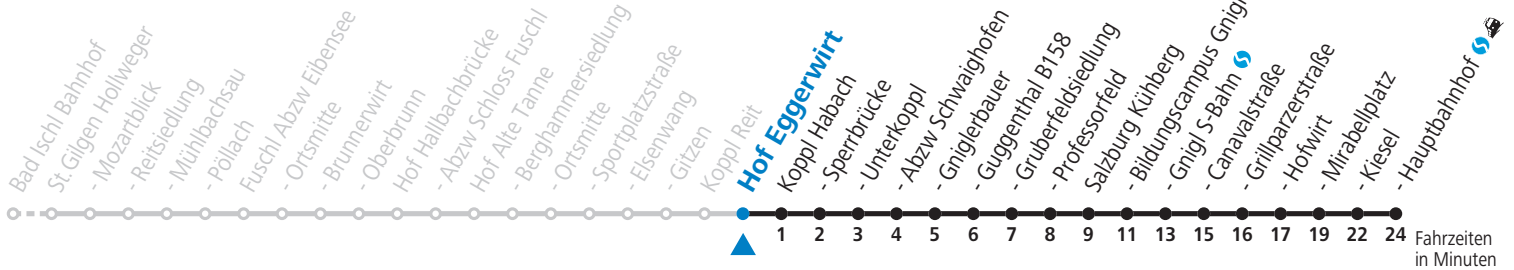 Bad Ischl Bahnhof
St.Gilgen Hollweger
- Mozartblick
- Reitsiedlung
- Mühlbachsau
- Pöllach
Fuschl Abzw Eibensee
- Ortsmitte
- Brunnerwirt
- Oberbrunn
Hof Hallbachbrücke
- Abzw Schloss Fuschl
Hof Alte Tanne
- Berghammersiedlung
- Ortsmitte
- Sportplatzstraße
- Elsenwang
- Gitzen
Koppl Reit
Hof Eggerwirt
Koppl Habach
- Sperrbrücke
- Unterkoppl
- Abzw Schwaighofen
- Gniglerbauer
- Guggenthal B158
- Gruberfeldsiedlung
- Professorfeld
Salzburg Kühberg
- Bildungscampus Gnigl
- Gnigl S-Bahn
- Canavalstraße
- Grillparzerstraße
- Hofwirt
- Mirabellplatz
- Kiesel
- Hauptbahnhof
1 2 3 4 5 6 7 8 9 11 13 15 16 17 19 22 24 Fahrzeiten
in Minuten